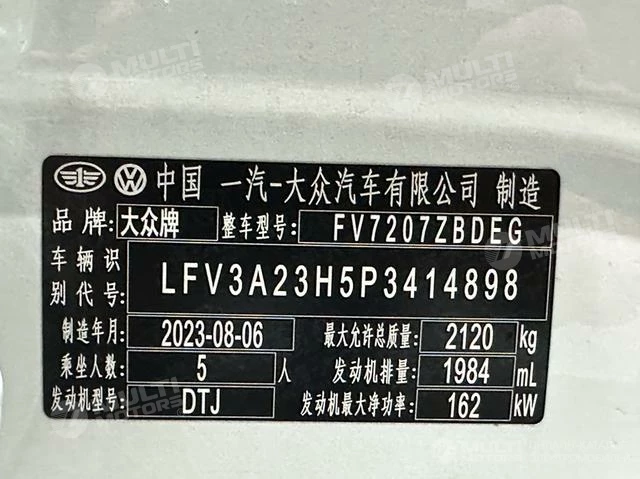 中国 一汽-大众汽车有限公司 制造
品牌: 大众牌 整车型号: FV7207ZBDEG
车辆识别代号: LFV3A23H5P3414898
制造年月: 2023-08-06 最大允许总质量: 2120 kg
乘坐人数: 5 人 发动机排量: 1984 mL
发动机型号: DTJ 发动机最大净功率: 162 kW
MULTI MOTORS